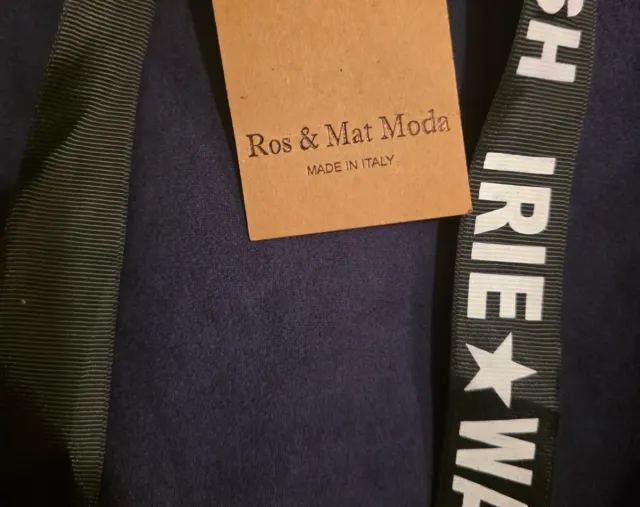 Ros & Mat Moda
MADE IN ITALY
SH IRIE★WA